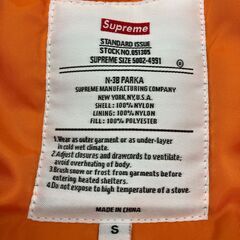 Supreme
STANDARD ISSUE
STOCK NO.051305
SUPREME SIZE 5002-4991
N-3B PARKA
SUPREME MANUFACTURING COMPANY
NEW YORK, N.Y. U.S.A.
SHELL : 100% NYLON
LINING : 100% NYLON
FILL : 100% POLYESTER
1.Wear as outer garment or as under-layer
in cold wet climate.
2.Adjust closures and drawcords to ventilate;
avoid overheating of body.
3.Brush snow or frost from garments before
entering heated shelters.
4.Do not expose to high temperature of a stove.
MADE IN CHINA
S